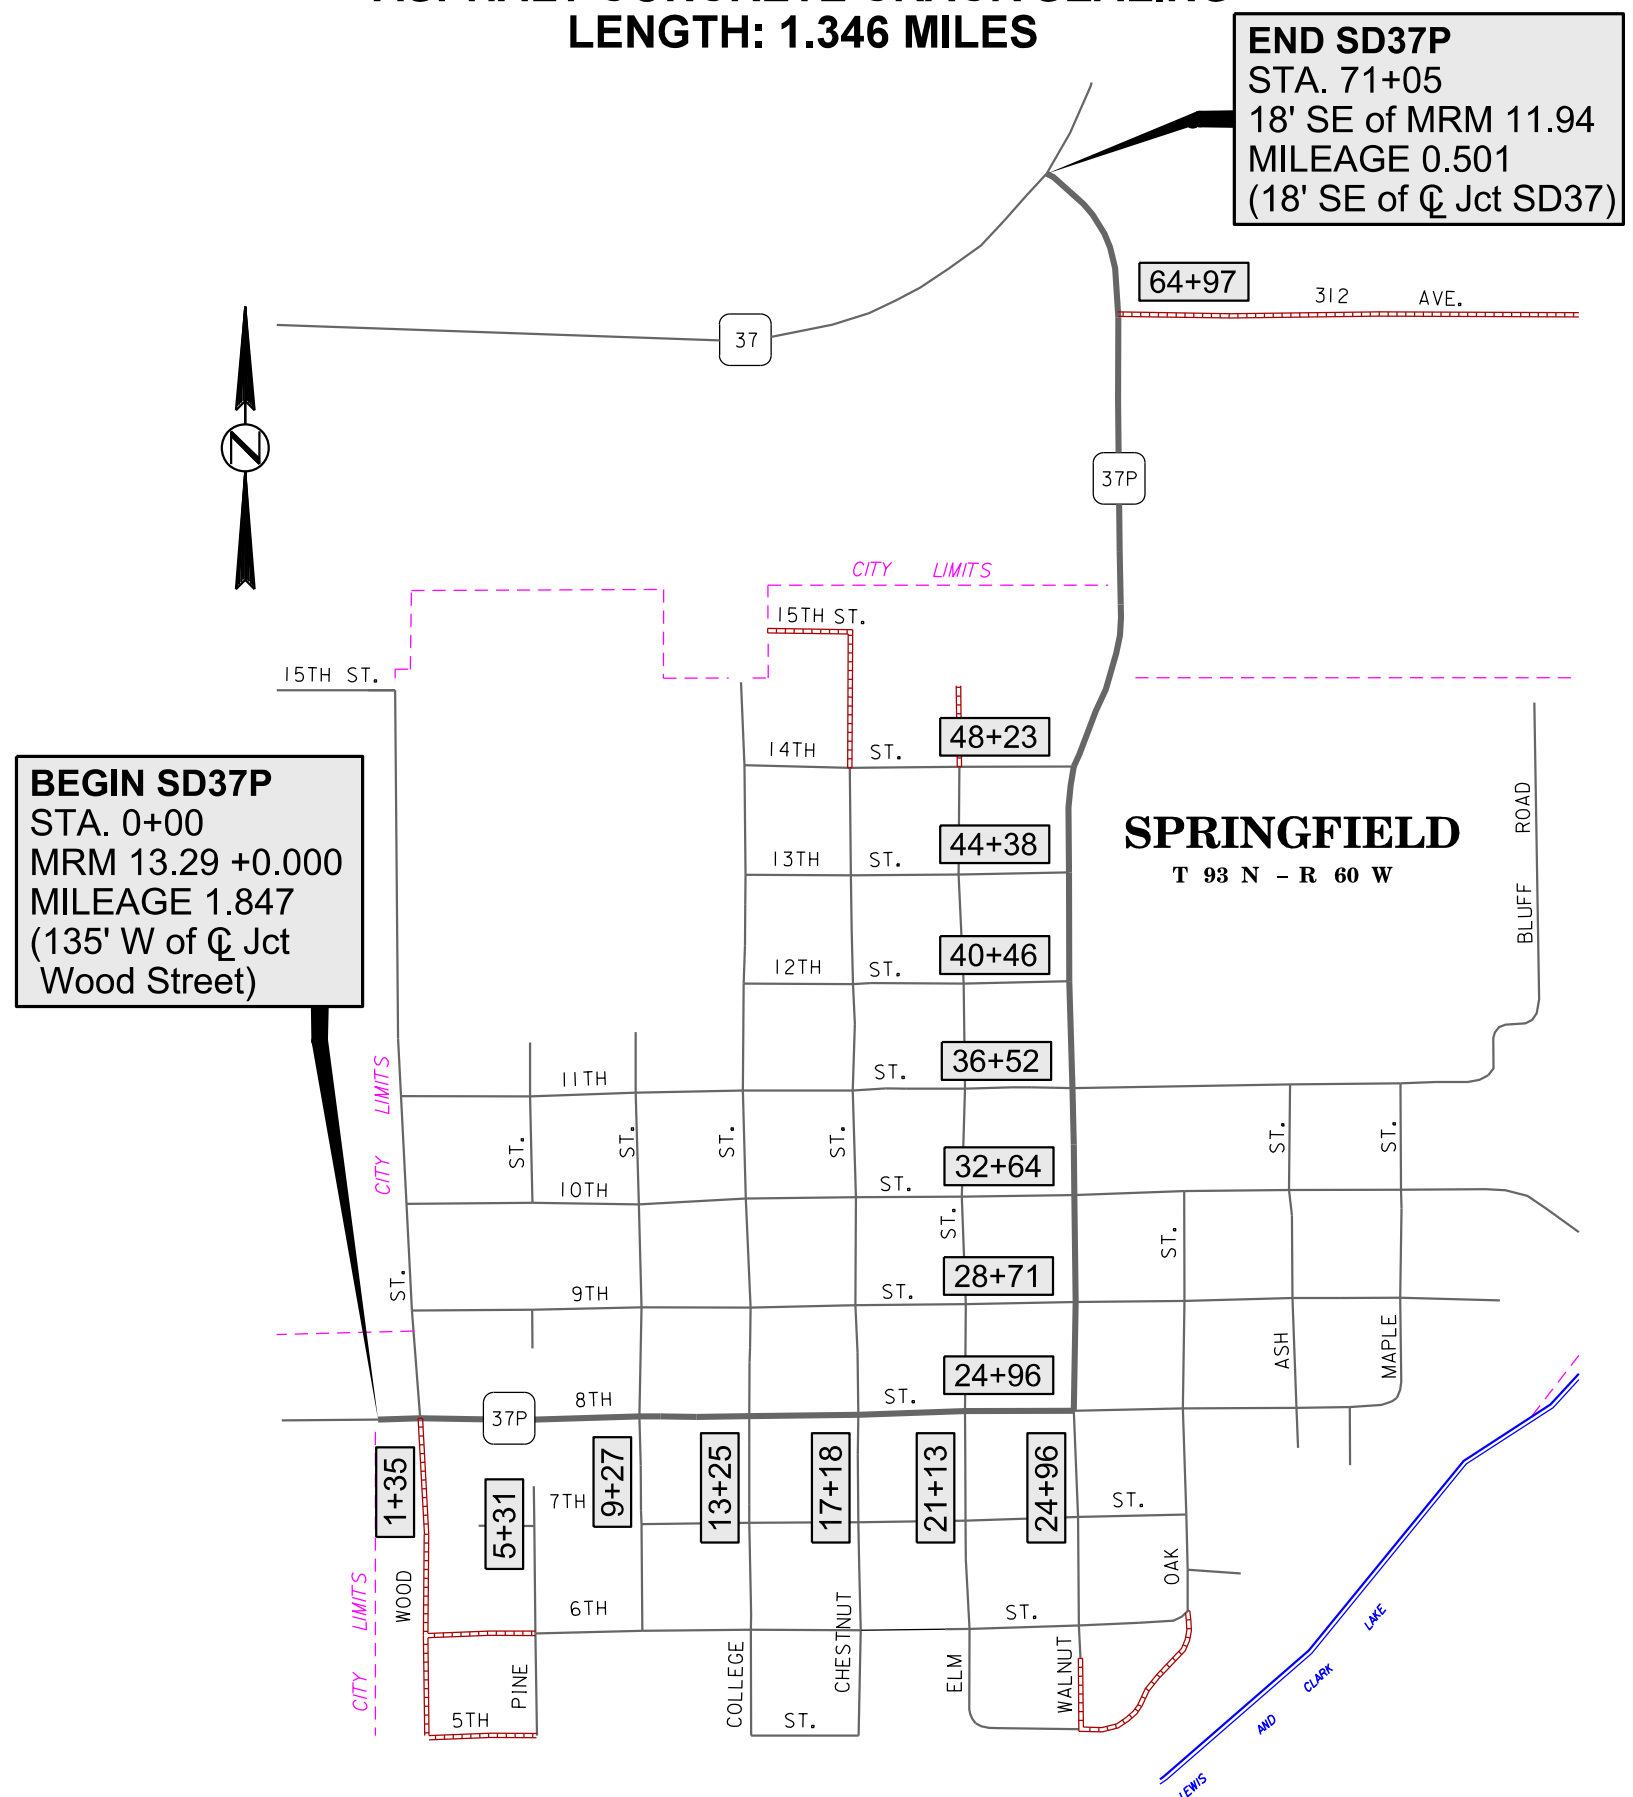 LENGTH: 1.346 MILES
END SD37P
STA. 71+05
18' SE of MRM 11.94
MILEAGE 0.501
(18' SE of ℄ Jct SD37)
64+97
312 AVE.
37
N
37P
CITY LIMITS
15TH ST.
15TH ST.
48+23
14TH ST.
BEGIN SD37P
STA. 0+00
MRM 13.29 +0.000
MILEAGE 1.847
(135' W of ℄ Jct
Wood Street)
SPRINGFIELD
T 93 N – R 60 W
BLUFF ROAD
44+38
13TH ST.
40+46
12TH ST.
36+52
11TH ST.
CITY LIMITS
ST.
ST.
ST.
ST.
ST.
ST.
32+64
10TH ST.
ST.
ST.
28+71
9TH ST.
ST.
ASH
MAPLE
24+96
8TH ST.
37P
1+35
5+31
9+27
13+25
17+18
21+13
24+96
7TH ST.
WOOD
OAK
CITY LIMITS
6TH ST.
PINE
COLLEGE
CHESTNUT
ELM
WALNUT
5TH ST.
LEWIS AND CLARK LAKE